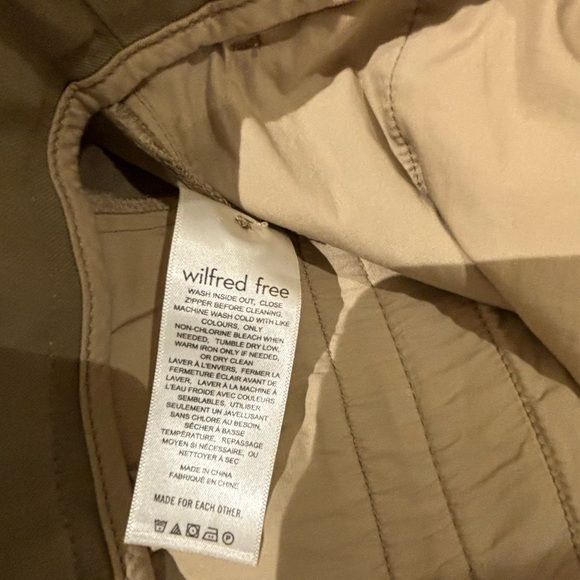 wilfred free
WASH INSIDE OUT, CLOSE
ZIPPER BEFORE CLEANING.
MACHINE WASH COLD WITH LIKE
COLOURS, ONLY
NON-CHLORINE BLEACH WHEN
NEEDED, TUMBLE DRY LOW,
WARM IRON ONLY IF NEEDED,
OR DRY CLEAN
LAVER À L'ENVERS, FERMER LA
FERMETURE ÉCLAIR AVANT DE
LAVER, LAVER À LA MACHINE À
L'EAU FROIDE AVEC COULEURS
SEMBLABLES, UTILISER
SEULEMENT UN JAVELLISANT
SANS CHLORE AU BESOIN,
SÉCHER À BASSE
TEMPÉRATURE, REPASSAGE
MOYEN SI NÉCESSAIRE, OU
NETTOYER À SEC
MADE IN CHINA
FABRIQUÉ EN CHINE
MADE FOR EACH OTHER.